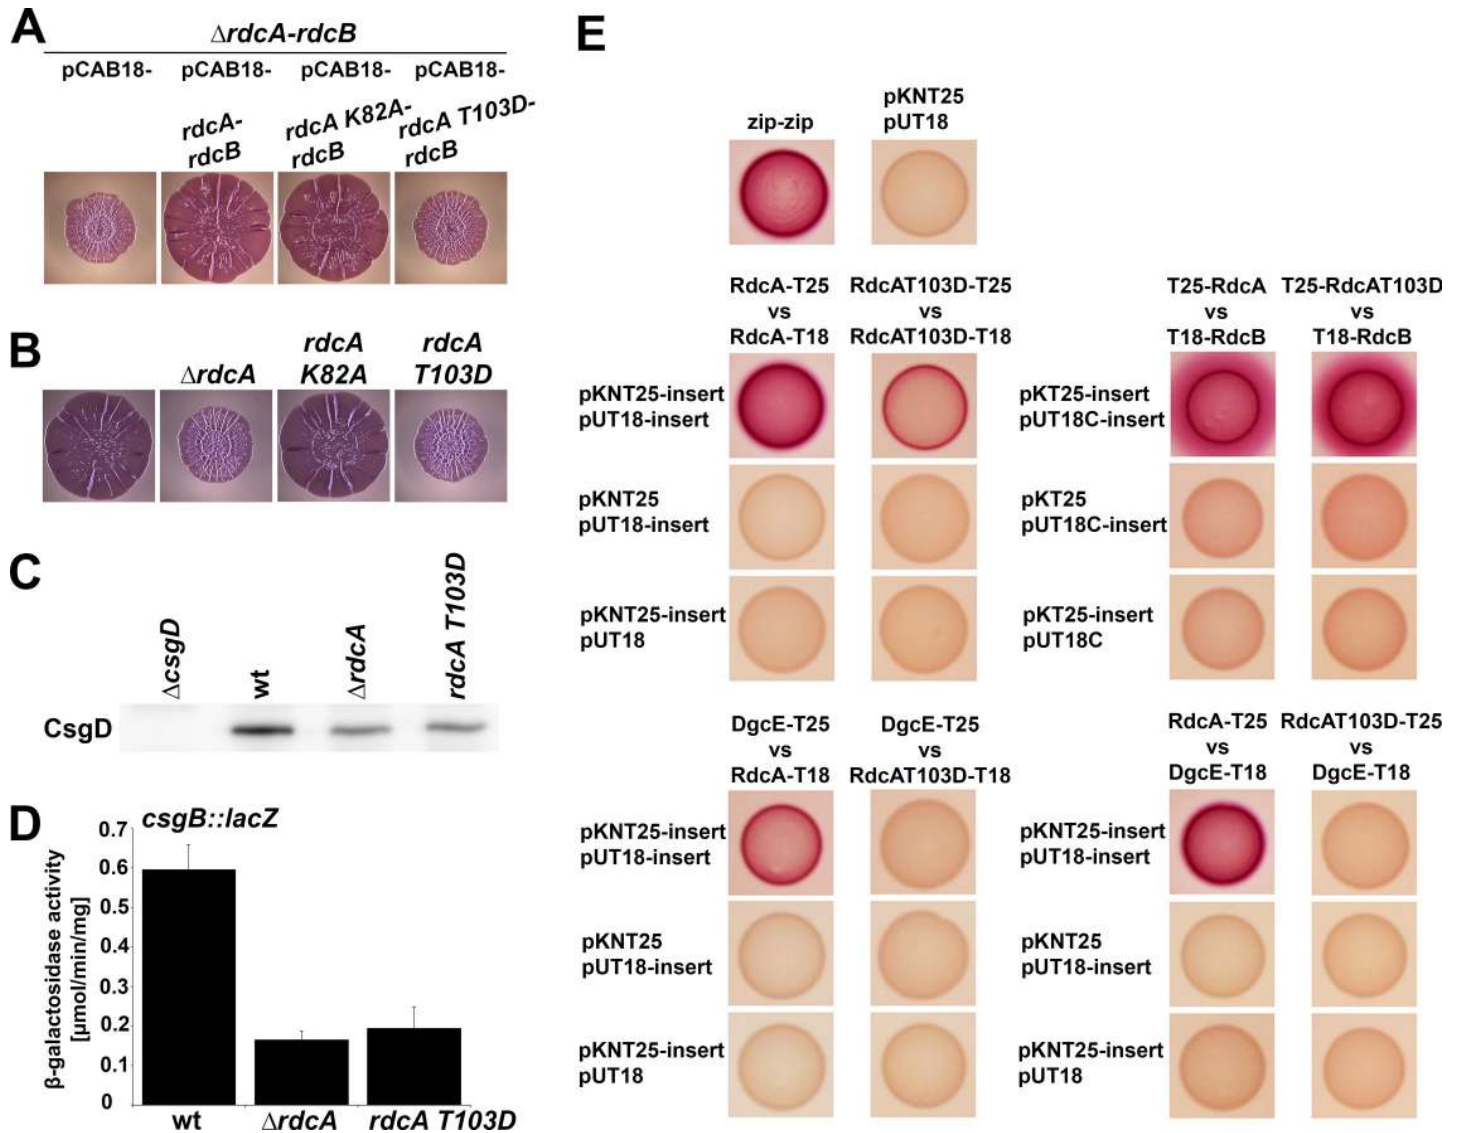 A
ΔrdcA-rdcB
pCAB18- pCAB18- pCAB18- pCAB18-
rdcA-
rdcB
rdcA K82A-
rdcB
rdcA T103D-
rdcB
B
ΔrdcA
rdcA
K82A
rdcA
T103D
C
ΔcsgD
wt
ΔrdcA
rdcA T103D
CsgD
D
csgB::lacZ
β-galactosidase activity
[µmol/min/mg]
0.7
0.6
0.5
0.4
0.3
0.2
0.1
0
wt ΔrdcA rdcA T103D
E
zip-zip
pKNT25
pUT18
RdcA-T25
vs
RdcA-T18
RdcAT103D-T25
vs
RdcAT103D-T18
pKNT25-insert
pUT18-insert
pKNT25
pUT18-insert
pKNT25-insert
pUT18
T25-RdcA
vs
T18-RdcB
T25-RdcAT103D
vs
T18-RdcB
pKT25-insert
pUT18C-insert
pKT25
pUT18C-insert
pKT25-insert
pUT18C
DgcE-T25
vs
RdcA-T18
DgcE-T25
vs
RdcAT103D-T18
pKNT25-insert
pUT18-insert
pKNT25
pUT18-insert
pKNT25-insert
pUT18
RdcA-T25
vs
DgcE-T18
RdcAT103D-T25
vs
DgcE-T18
pKNT25-insert
pUT18-insert
pKNT25
pUT18-insert
pKNT25-insert
pUT18